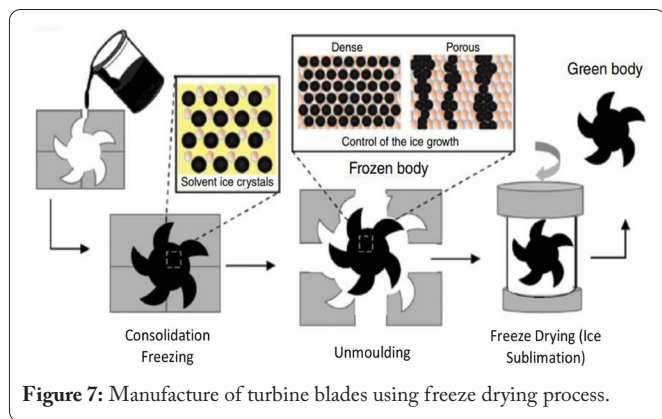 Dense
Porous
Control of the ice growth
Green body
Solvent ice crystals
Frozen body
Consolidation
Freezing
Unmoulding
Freeze Drying (Ice
Sublimation)
Figure 7: Manufacture of turbine blades using freeze drying process.